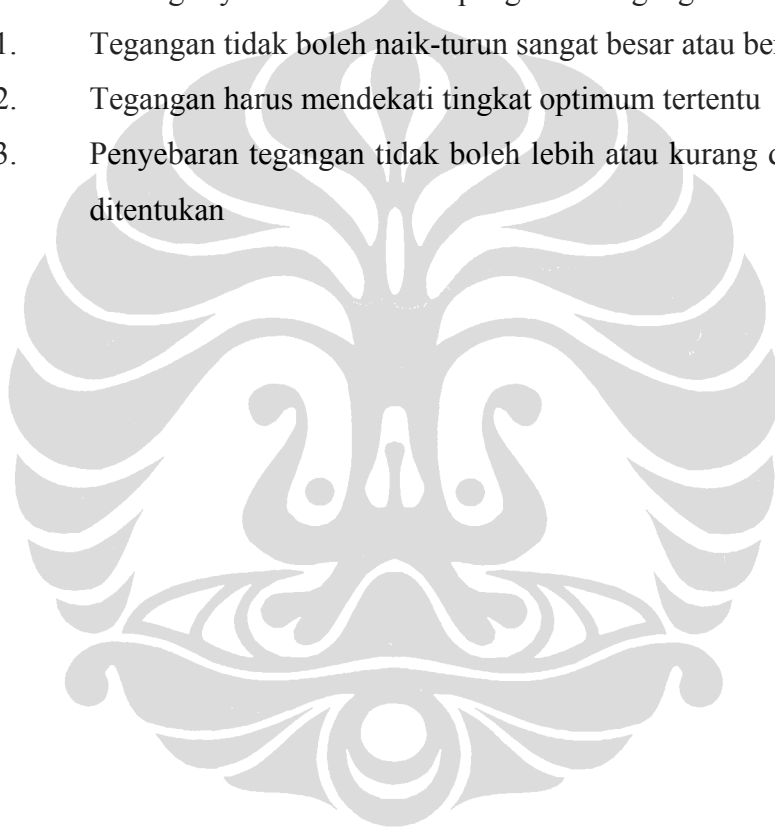 1. Tegangan tidak boleh naik-turun sangat besar atau
2. Tegangan harus mendekati tingkat optimum tertentu
3. Penyebaran tegangan tidak boleh lebih atau kurang
ditentukan